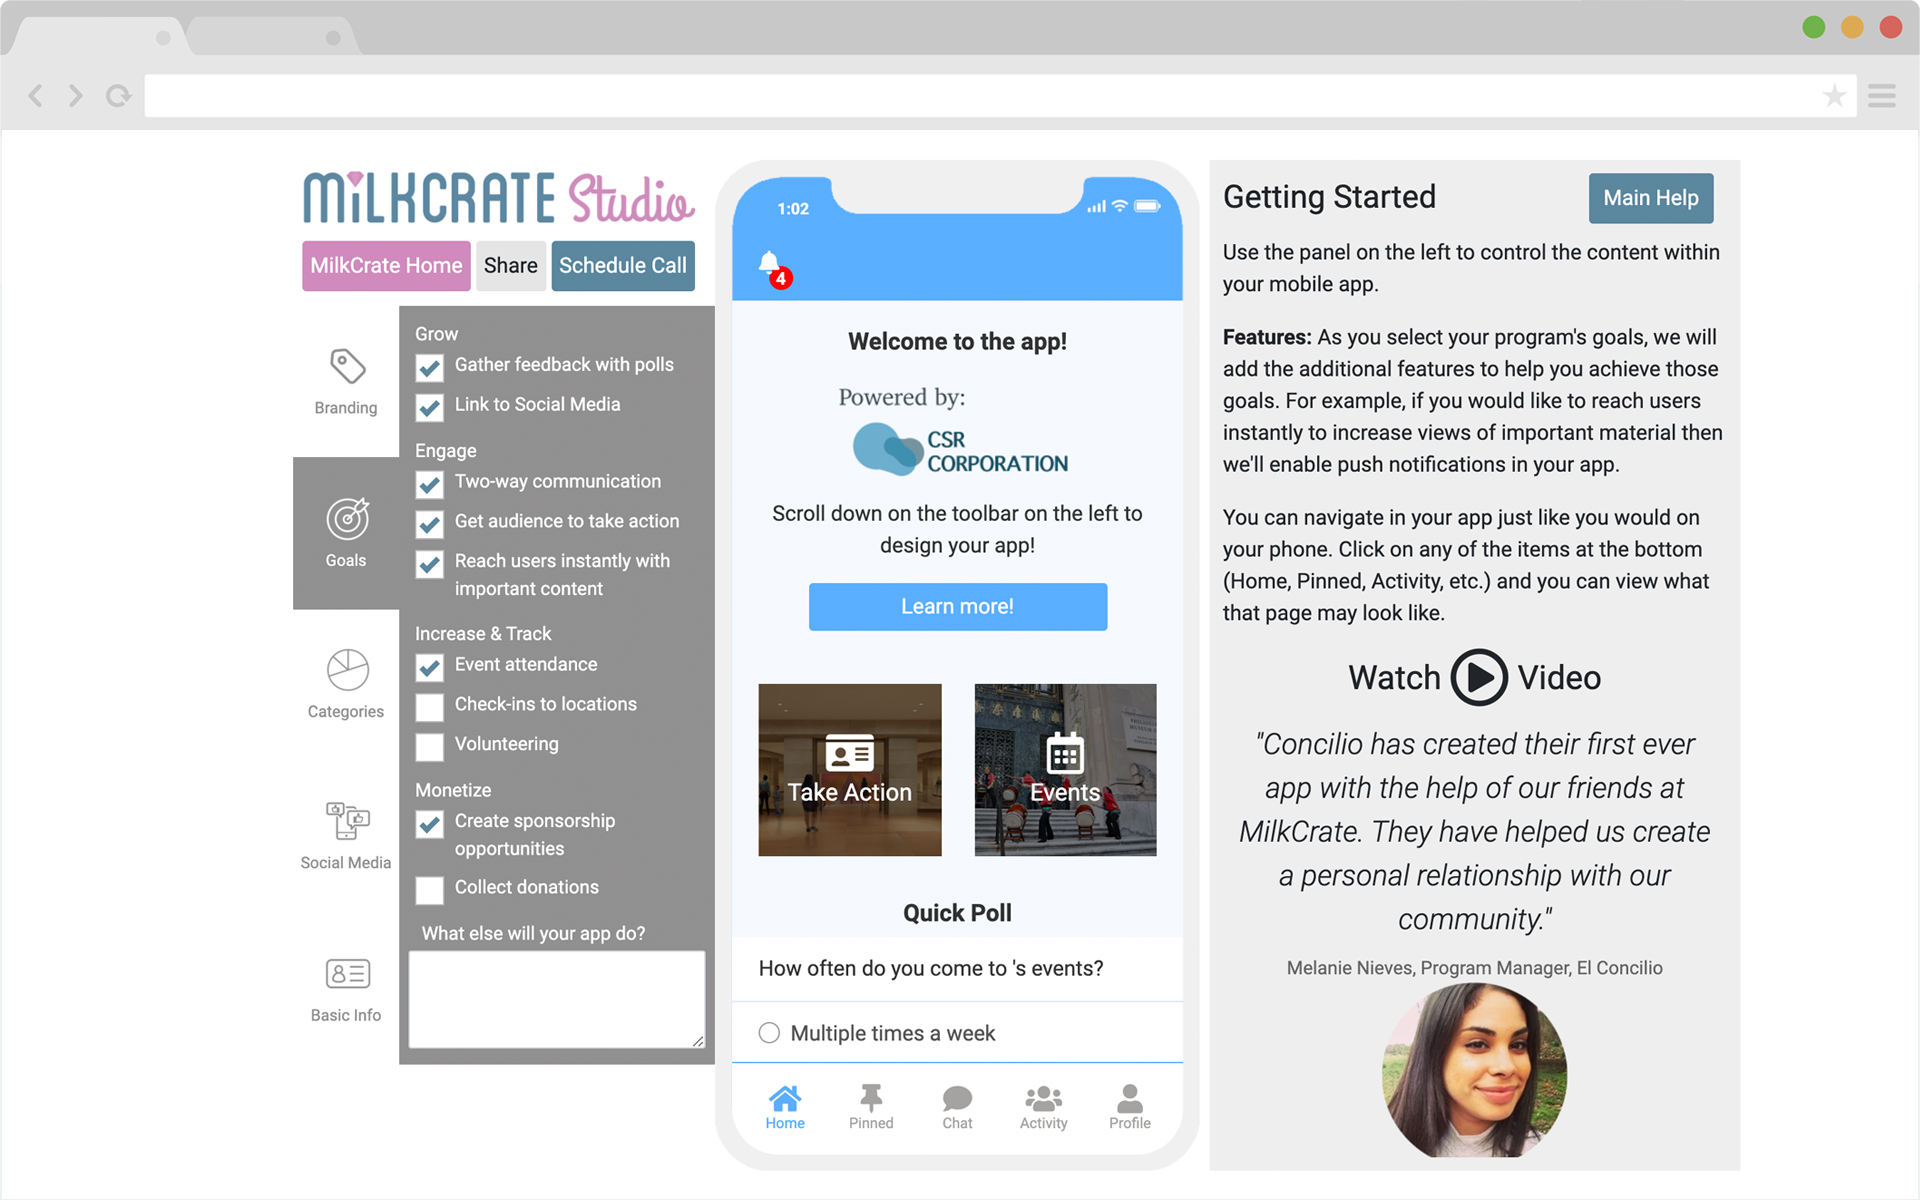 MiLKCRATE Studio
MilkCrate Home
Share
Schedule Call
Branding
Goals
Categories
Social Media
Basic Info
Grow
Gather feedback with polls
Link to Social Media
Engage
Two-way communication
Get audience to take action
Reach users instantly with
important content
Increase & Track
Event attendance
Check-ins to locations
Volunteering
Monetize
Create sponsorship
opportunities
Collect donations
What else will your app do?
1:02
4
Welcome to the app!
Powered by:
CSR
CORPORATION
Scroll down on the toolbar on the left to
design your app!
Learn more!
Take Action
Events
Quick Poll
How often do you come to 's events?
Multiple times a week
Home
Pinned
Chat
Activity
Profile
Getting Started
Main Help
Use the panel on the left to control the content within
your mobile app.
Features: As you select your program's goals, we will
add the additional features to help you achieve those
goals. For example, if you would like to reach users
instantly to increase views of important material then
we'll enable push notifications in your app.
You can navigate in your app just like you would on
your phone. Click on any of the items at the bottom
(Home, Pinned, Activity, etc.) and you can view what
that page may look like.
Watch Video
"Concilio has created their first ever
app with the help of our friends at
MilkCrate. They have helped us create
a personal relationship with our
community."
Melanie Nieves, Program Manager, El Concilio